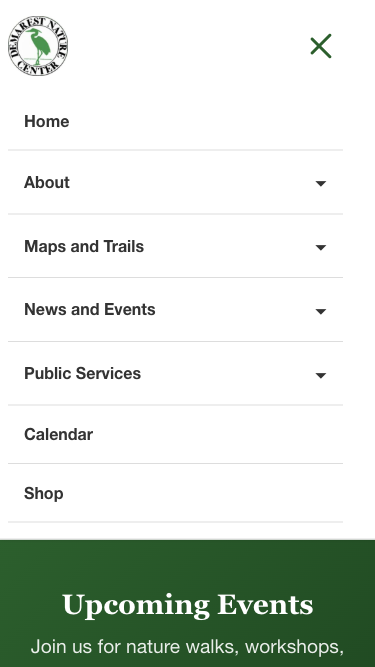 DEMAREST NATURE CENTER
Home
About
Maps and Trails
News and Events
Public Services
Calendar
Shop
Upcoming Events
Join us for nature walks, workshops,